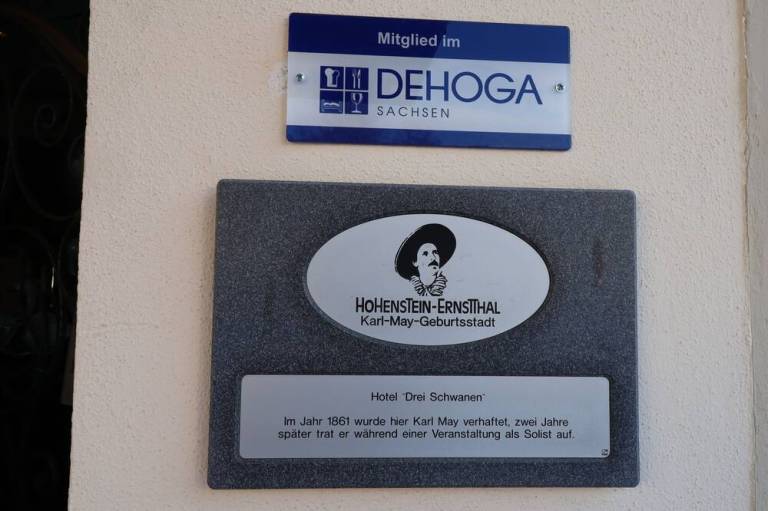 Mitglied im
DEHOGA
SACHSEN
HOHENSTEIN-ERNSTTHAL
Karl-May-Geburtsstadt
Hotel "Drei Schwanen"
Im Jahr 1861 wurde hier Karl May verhaftet, zwei Jahre
später trat er während einer Veranstaltung als Solist auf.